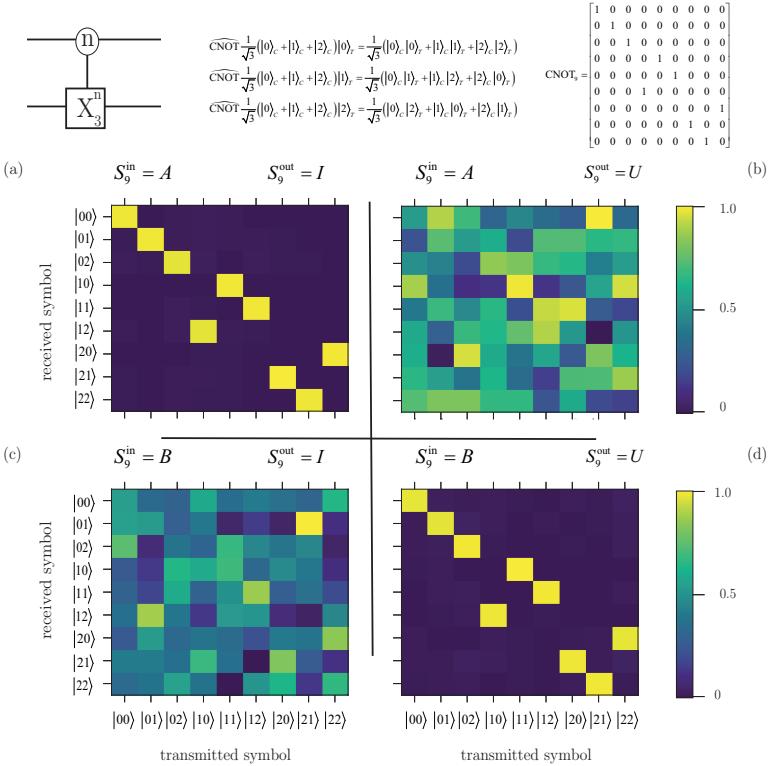 n
X₃ⁿ
CNOT 1/√3 (|0⟩_C + |1⟩_C + |2⟩_C)|0⟩_T = 1/√3 (|0⟩_C|0⟩_T + |1⟩_C|1⟩_T + |2⟩_C|2⟩_T)
CNOT 1/√3 (|0⟩_C + |1⟩_C + |2⟩_C)|1⟩_T = 1/√3 (|0⟩_C|1⟩_T + |1⟩_C|2⟩_T + |2⟩_C|0⟩_T)
CNOT 1/√3 (|0⟩_C + |1⟩_C + |2⟩_C)|2⟩_T = 1/√3 (|0⟩_C|2⟩_T + |1⟩_C|0⟩_T + |2⟩_C|1⟩_T)
CNOT₉ =
1 0 0 0 0 0 0 0 0
0 1 0 0 0 0 0 0 0
0 0 1 0 0 0 0 0 0
0 0 0 0 1 0 0 0 0
0 0 0 0 0 1 0 0 0
0 0 0 1 0 0 0 0 0
0 0 0 0 0 0 0 0 1
0 0 0 0 0 0 1 0 0
0 0 0 0 0 0 0 1 0
(a)
S₉^in = A
S₉^out = I
received symbol
|00⟩
|01⟩
|02⟩
|10⟩
|11⟩
|12⟩
|20⟩
|21⟩
|22⟩
S₉^in = A
S₉^out = U
(b)
1.0
0.5
0
(c)
S₉^in = B
S₉^out = I
received symbol
|00⟩
|01⟩
|02⟩
|10⟩
|11⟩
|12⟩
|20⟩
|21⟩
|22⟩
|00⟩ |01⟩ |02⟩ |10⟩ |11⟩ |12⟩ |20⟩ |21⟩ |22⟩
transmitted symbol
S₉^in = B
S₉^out = U
(d)
1.0
0.5
0
|00⟩ |01⟩ |02⟩ |10⟩ |11⟩ |12⟩ |20⟩ |21⟩ |22⟩
transmitted symbol